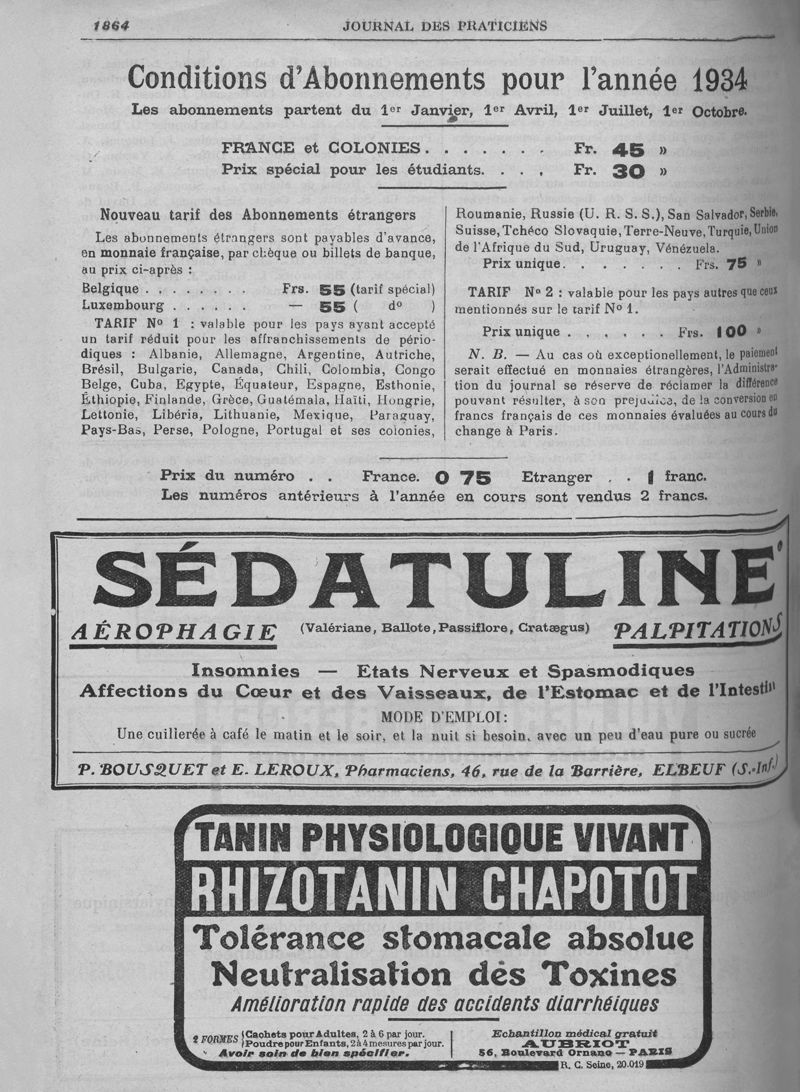 1864
JOURNAL DES PRATICIENS
Conditions d'Abonnements pour l'année 1934
Les abonnements partent du 1er Janvier, 1er Avril, 1er Juillet, 1er Octobre.
FRANCE et COLONIES. . . . . . . . Fr. 45 »
Prix spécial pour les étudiants. . . . Fr. 30 »
Nouveau tarif des Abonnements étrangers
Les abonnements étrangers sont payables d'avance,
en monnaie française, par chèque ou billets de banque,
au prix ci-après :
Belgique . . . . . . . . Frs. 55 (tarif spécial)
Luxembourg . . . . . . — 55 ( do )
TARIF No 1 : valable pour les pays ayant accepté
un tarif réduit pour les affranchissements de pério-
diques : Albanie, Allemagne, Argentine, Autriche,
Brésil, Bulgarie, Canada, Chili, Colombia, Congo
Belge, Cuba, Egypte, Équateur, Espagne, Esthonie,
Éthiopie, Finlande, Grèce, Guatémala, Haïti, Hongrie,
Lettonie, Libéria, Lithuanie, Mexique, Paraguay,
Pays-Bas, Perse, Pologne, Portugal et ses colonies,
Roumanie, Russie (U. R. S. S.), San Salvador, Serbie,
Suisse, Tchéco Slovaquie, Terre-Neuve, Turquie, Union
de l'Afrique du Sud, Uruguay, Vénézuela.
Prix unique. . . . . . . Frs. 75 »
TARIF No 2 : valable pour les pays autres que ceux
mentionnés sur le tarif No 1.
Prix unique . . . . . . Frs. 100 »
N. B. — Au cas où exceptionellement, le paiement
serait effectué en monnaies étrangères, l'Administra-
tion du journal se réserve de réclamer la différence
pouvant résulter, à son prejudice, de la conversion en
francs français de ces monnaies évaluées au cours du
change à Paris.
Prix du numéro . . France. 0 75 Etranger . . 1 franc.
Les numéros antérieurs à l'année en cours sont vendus 2 francs.
SÉDATULINE
AÉROPHAGIE (Valériane, Ballote, Passiflore, Cratægus) PALPITATIONS
Insomnies — Etats Nerveux et Spasmodiques
Affections du Cœur et des Vaisseaux, de l'Estomac et de l'Intestin
MODE D'EMPLOI :
Une cuillerée à café le matin et le soir, et la nuit si besoin, avec un peu d'eau pure ou sucrée
P. BOUSQUET et E. LEROUX, Pharmaciens, 46, rue de la Barrière, ELBEUF (S.-Inf.)
TANIN PHYSIOLOGIQUE VIVANT
RHIZOTANIN CHAPOTOT
Tolérance stomacale absolue
Neutralisation des Toxines
Amélioration rapide des accidents diarrhéiques
2 FORMES
Cachets pour Adultes, 2 à 6 par jour.
Poudre pour Enfants, 2 à 4 mesures par jour.
Avoir soin de bien spécifier.
Echantillon médical gratuit
AUBRIOT
56, Boulevard Ornano — PARIS
R. C. Seine, 20.019